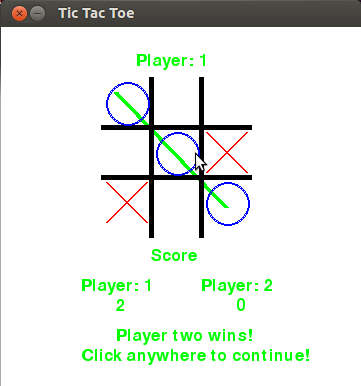 Tic Tac Toe
Player: 1
Score
Player: 1 Player: 2
2 0
Player two wins!
Click anywhere to continue!